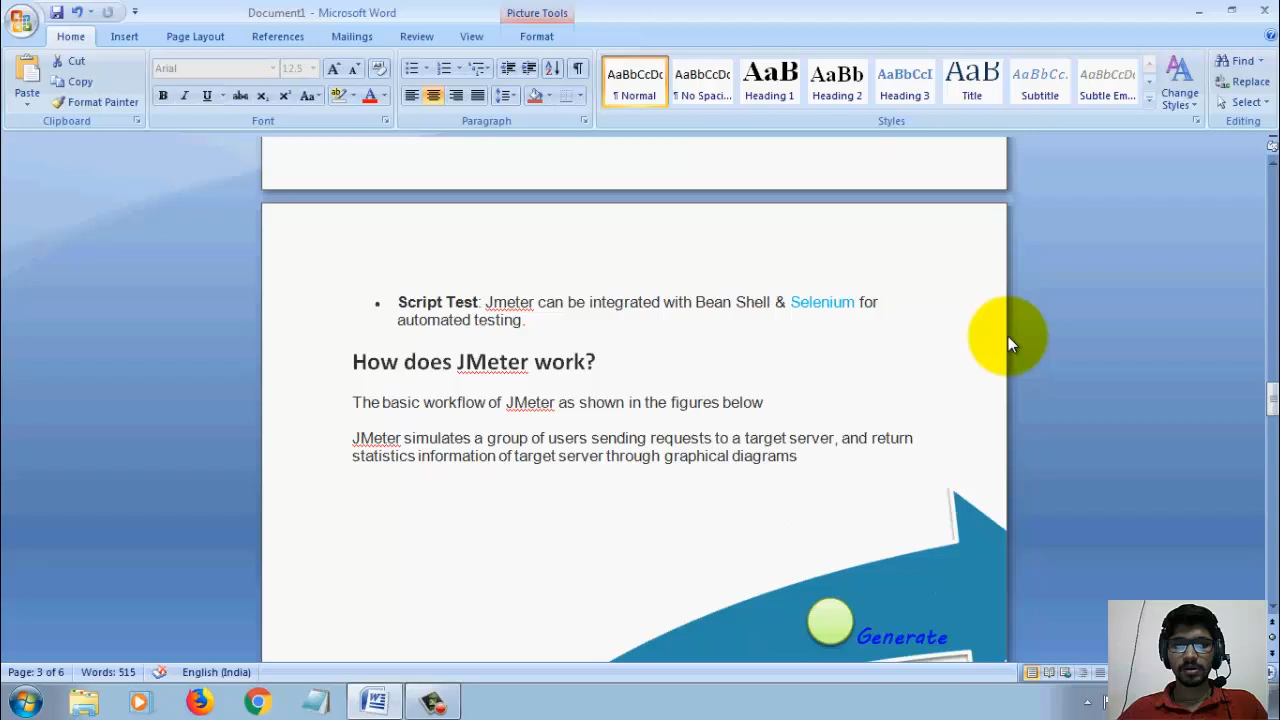 Document1 - Microsoft Word
Picture Tools
Home Insert Page Layout References Mailings Review View Format
Paste
Cut
Copy
Format Painter
Clipboard
Arial 12.5
Font
Paragraph
AaBbCcDc AaBbCcDc AaB AaBb AaBbCcI AaB AaBbCc. AaBbCcDc
¶ Normal ¶ No Spaci... Heading 1 Heading 2 Heading 3 Title Subtitle Subtle Em...
Change Styles
Styles
Find
Replace
Select
Editing
• Script Test: Jmeter can be integrated with Bean Shell & Selenium for
automated testing.
How does JMeter work?
The basic workflow of JMeter as shown in the figures below
JMeter simulates a group of users sending requests to a target server, and return
statistics information of target server through graphical diagrams
Generate
Page: 3 of 6 Words: 515 English (India)